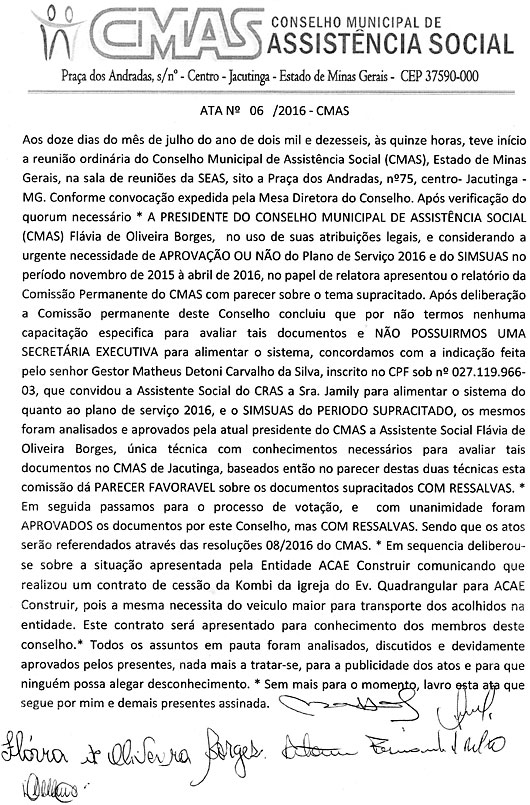 CMAS CONSELHO MUNICIPAL DE
ASSISTÊNCIA SOCIAL
Praça dos Andradas, s/nº - Centro - Jacutinga - Estado de Minas Gerais - CEP 37590-000
ATA Nº 06 /2016 - CMAS
Aos doze dias do mês de julho do ano de dois mil e dezesseis, às quinze horas, teve início
a reunião ordinária do Conselho Municipal de Assistência Social (CMAS), Estado de Minas
Gerais, na sala de reuniões da SEAS, sito a Praça dos Andradas, nº75, centro- Jacutinga -
MG. Conforme convocação expedida pela Mesa Diretora do Conselho. Após verificação do
quorum necessário * A PRESIDENTE DO CONSELHO MUNICIPAL DE ASSISTÊNCIA SOCIAL
(CMAS) Flávia de Oliveira Borges, no uso de suas atribuições legais, e considerando a
urgente necessidade de APROVAÇÃO OU NÃO do Plano de Serviço 2016 e do SIMSUAS no
período novembro de 2015 à abril de 2016, no papel de relatora apresentou o relatório da
Comissão Permanente do CMAS com parecer sobre o tema supracitado. Após deliberação
a Comissão permanente deste Conselho concluiu que por não termos nenhuma
capacitação especifica para avaliar tais documentos e NÃO POSSUIRMOS UMA
SECRETÁRIA EXECUTIVA para alimentar o sistema, concordamos com a indicação feita
pelo senhor Gestor Matheus Detoni Carvalho da Silva, inscrito no CPF sob nº 027.119.966-
03, que convidou a Assistente Social do CRAS a Sra. Jamily para alimentar o sistema do
quanto ao plano de serviço 2016, e o SIMSUAS do PERIODO SUPRACITADO, os mesmos
foram analisados e aprovados pela atual presidente do CMAS a Assistente Social Flávia de
Oliveira Borges, única técnica com conhecimentos necessários para avaliar tais
documentos no CMAS de Jacutinga, baseados então no parecer destas duas técnicas esta
comissão dá PARECER FAVORAVEL sobre os documentos supracitados COM RESSALVAS. *
Em seguida passamos para o processo de votação, e com unanimidade foram
APROVADOS os documentos por este Conselho, mas COM RESSALVAS. Sendo que os atos
serão referendados através das resoluções 08/2016 do CMAS. * Em sequencia deliberou-
se sobre a situação apresentada pela Entidade ACAE Construir comunicando que
realizou um contrato de cessão da Kombi da Igreja do Ev. Quadrangular para ACAE
Construir, pois a mesma necessita do veiculo maior para transporte dos acolhidos na
entidade. Este contrato será apresentado para conhecimento dos membros deste
conselho.* Todos os assuntos em pauta foram analisados, discutidos e devidamente
aprovados pelos presentes, nada mais a tratar-se, para a publicidade dos atos e para que
ninguém possa alegar desconhecimento. * Sem mais para o momento, lavro esta ata que
segue por mim e demais presentes assinada.
Flávia de Oliveira Borges